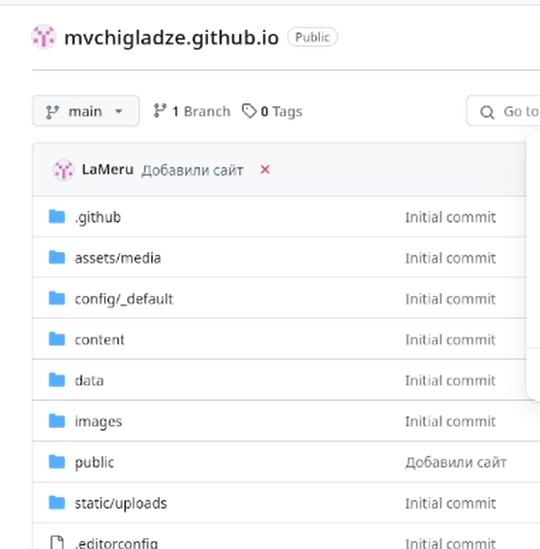 mvchigladze.github.io Public
main 1 Branch 0 Tags Go to
LaMeru Добавили сайт
.github Initial commit
assets/media Initial commit
config/_default Initial commit
content Initial commit
data Initial commit
images Initial commit
public Добавили сайт
static/uploads Initial commit
.editorconfig Initial commit